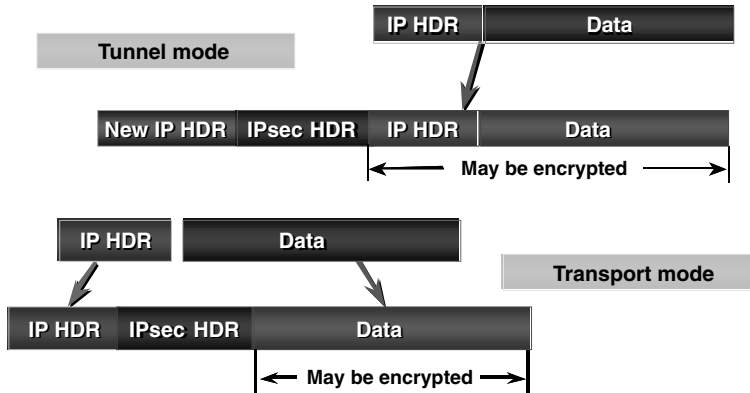 IP HDR Data
Tunnel mode
New IP HDR IPsec HDR IP HDR Data
May be encrypted
IP HDR Data
Transport mode
IP HDR IPsec HDR Data
May be encrypted